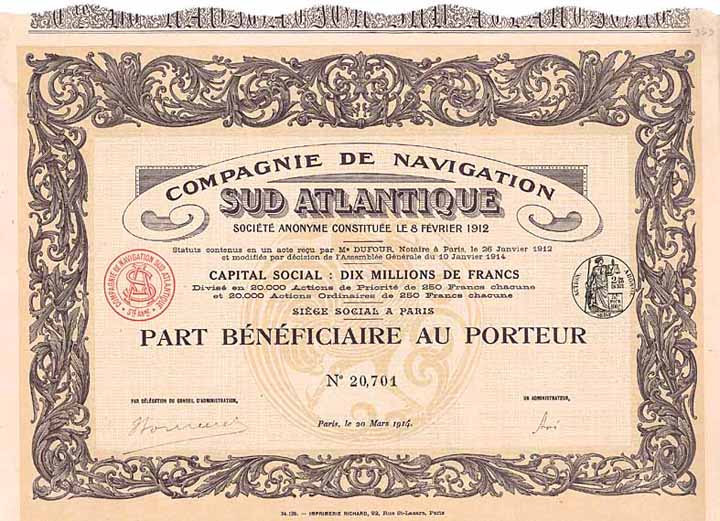 COMPAGNIE DE NAVIGATION
SUD ATLANTIQUE
SOCIÉTÉ ANONYME CONSTITUÉE LE 8 FÉVRIER 1912
Statuts contenus en un acte reçu par Me DUFOUR, Notaire à Paris, le 26 Janvier 1912
et modifiés par décision de l'Assemblée Générale du 10 Janvier 1914
CAPITAL SOCIAL : DIX MILLIONS DE FRANCS
Divisé en 20.000 Actions de Priorité de 250 Francs chacune
et 20.000 Actions Ordinaires de 250 Francs chacune
SIÈGE SOCIAL A PARIS
COMPAGNIE DE NAVIGATION SUD ATLANTIQUE
STÉ ANME
PART BÉNÉFICIAIRE AU PORTEUR
No 20,701
PAR DÉLÉGATION DU CONSEIL D'ADMINISTRATION,
UN ADMINISTRATEUR,
Paris, le 20 Mars 1914.
34.129. — IMPRIMERIE RICHARD, 22, Rue St-Lazare, Paris